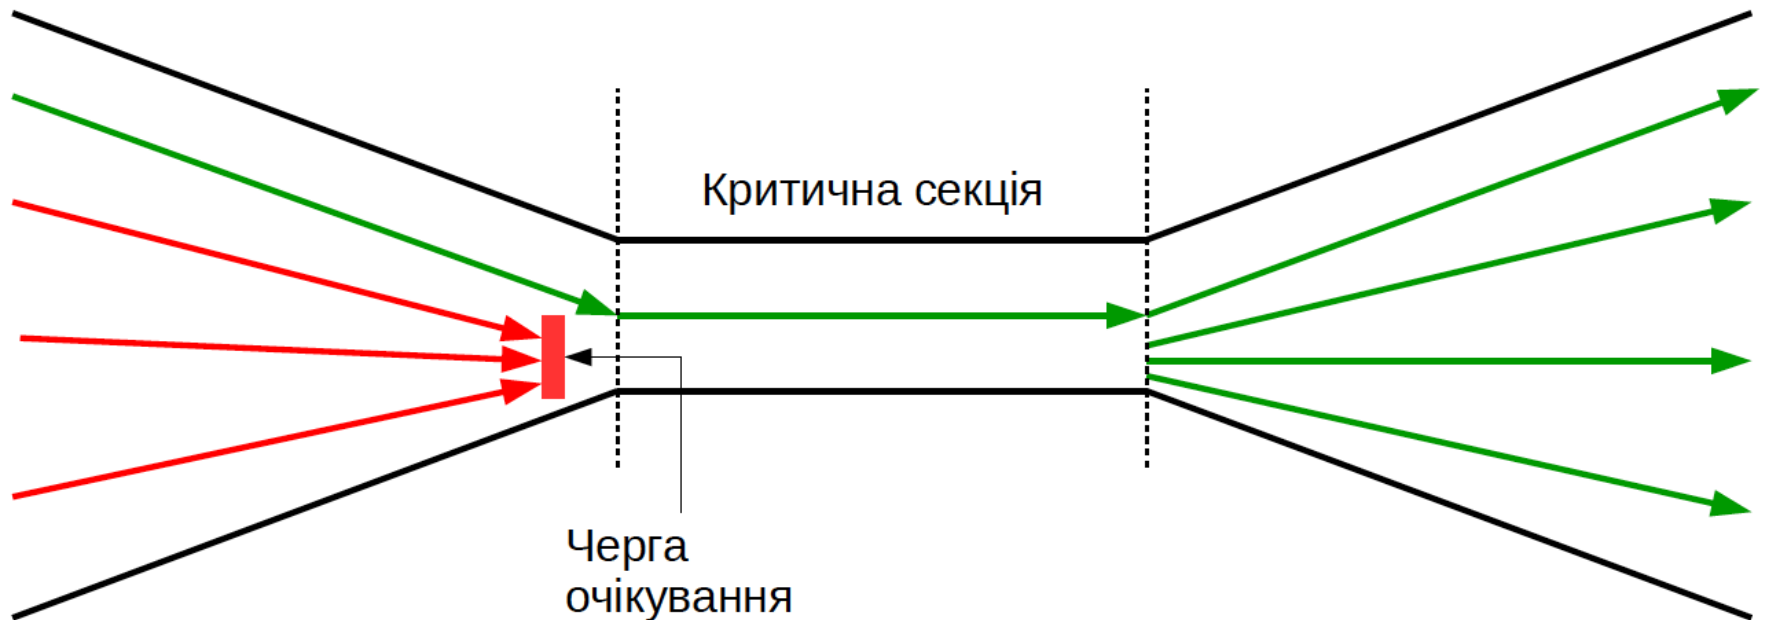 Критична секція
Черга
очікування